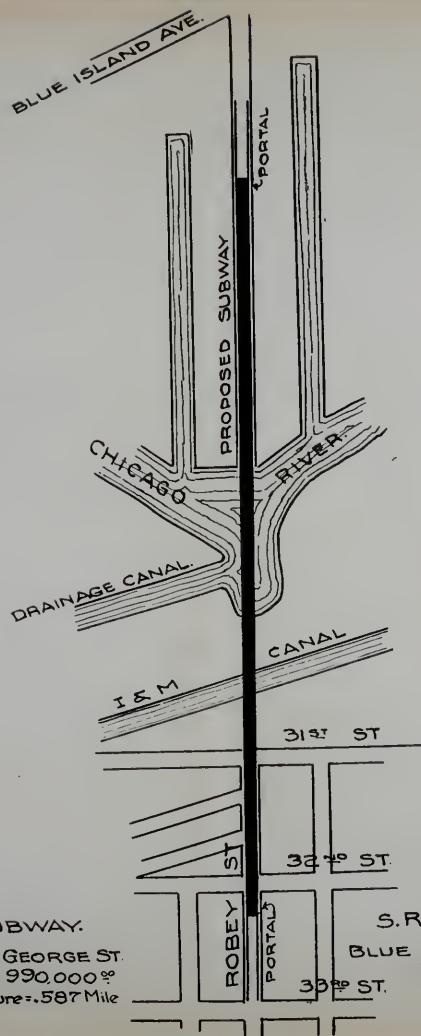 BLUE ISLAND AVE.
PORTAL
PROPOSED SUBWAY
CHICAGO RIVER.
DRAINAGE CANAL.
I & M CANAL
31ST ST
32ND ST.
ROBEY ST
PORTAL
33RD ST.
GEORGE ST.
990,000.00
=.587 Mile
S.R
BLUE